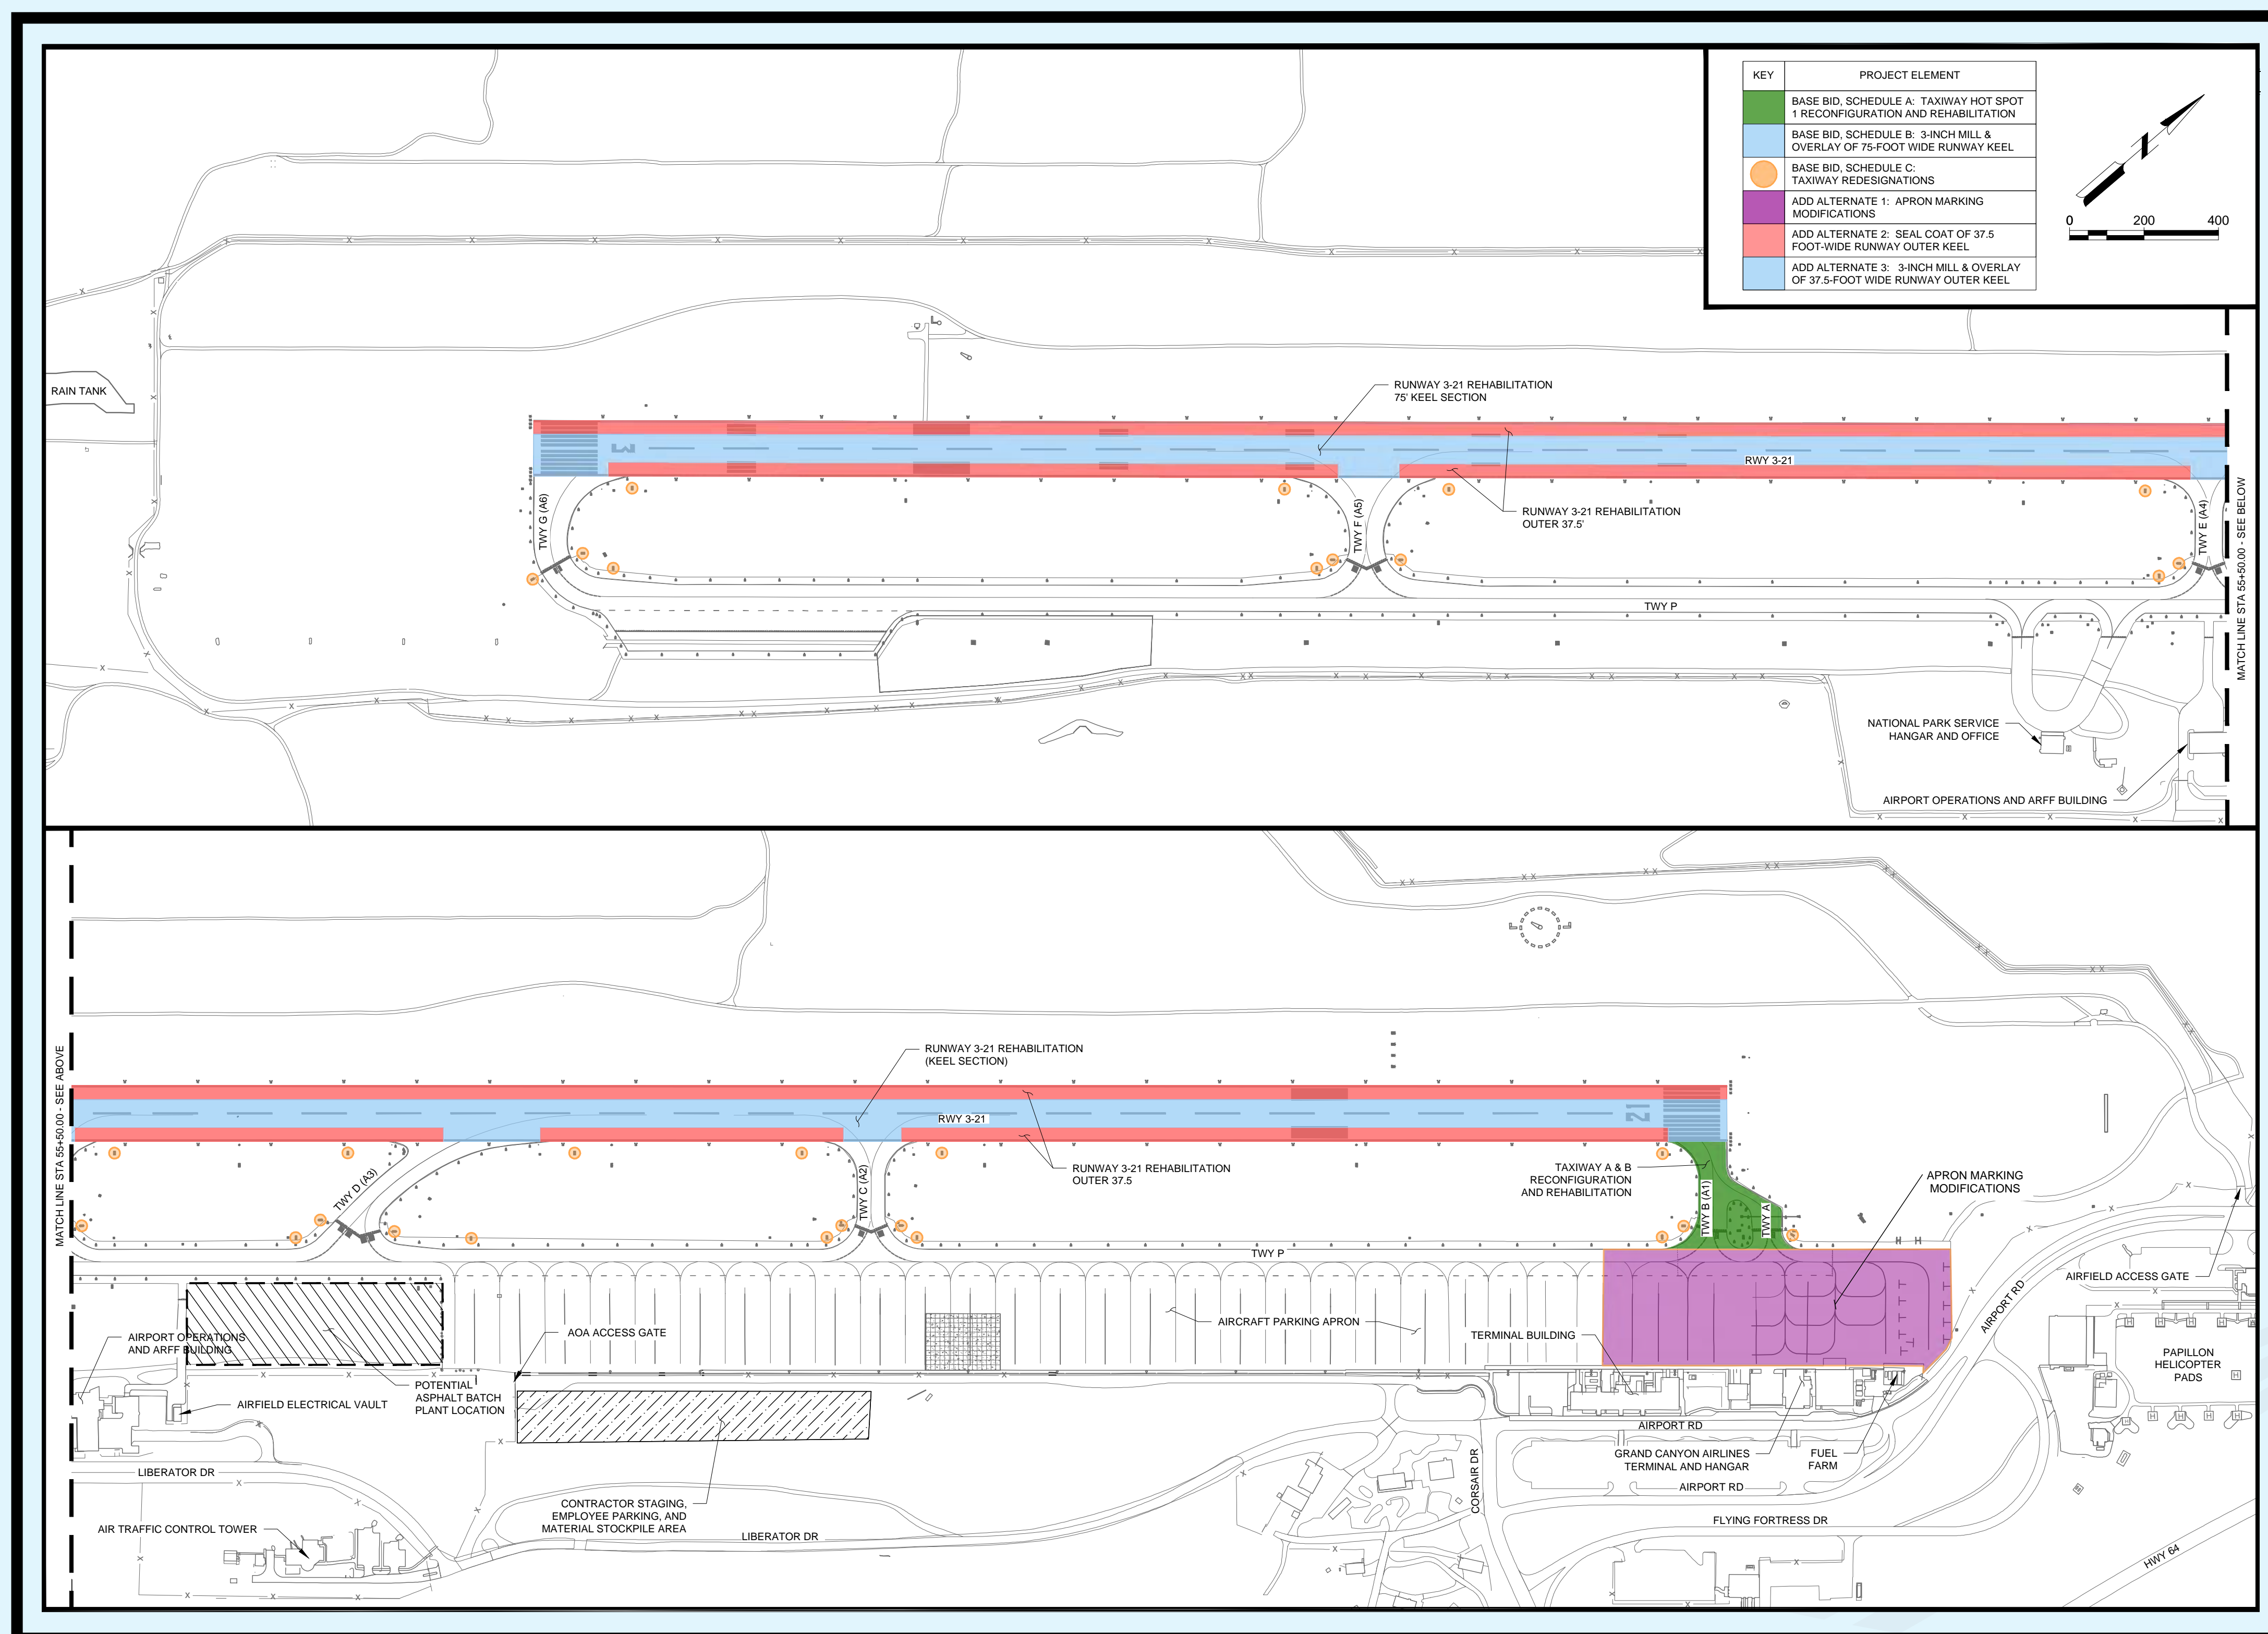 KEY
PROJECT ELEMENT
BASE BID, SCHEDULE A: TAXIWAY HOT SPOT
1 RECONFIGURATION AND REHABILITATION
BASE BID, SCHEDULE B: 3-INCH MILL &
OVERLAY OF 75-FOOT WIDE RUNWAY KEEL
BASE BID, SCHEDULE C:
TAXIWAY REDESIGNATIONS
ADD ALTERNATE 1: APRON MARKING
MODIFICATIONS
ADD ALTERNATE 2: SEAL COAT OF 37.5
FOOT-WIDE RUNWAY OUTER KEEL
ADD ALTERNATE 3: 3-INCH MILL & OVERLAY
OF 37.5-FOOT WIDE RUNWAY OUTER KEEL
N
0 200 400
RAIN TANK
RUNWAY 3-21 REHABILITATION
75' KEEL SECTION
3
RWY 3-21
RUNWAY 3-21 REHABILITATION
OUTER 37.5'
TWY G (A6)
TWY F (A5)
TWY E (A4)
TWY P
MATCH LINE STA 55+50.00 - SEE BELOW
NATIONAL PARK SERVICE
HANGAR AND OFFICE
AIRPORT OPERATIONS AND ARFF BUILDING
MATCH LINE STA 55+50.00 - SEE ABOVE
RUNWAY 3-21 REHABILITATION
(KEEL SECTION)
RWY 3-21
21
RUNWAY 3-21 REHABILITATION
OUTER 37.5
TWY D (A3)
TWY C (A2)
TAXIWAY A & B
RECONFIGURATION
AND REHABILITATION
TWY B (A1)
TWY A
APRON MARKING
MODIFICATIONS
TWY P
H H
AIRFIELD ACCESS GATE
AIRPORT RD
AIRPORT OPERATIONS
AND ARFF BUILDING
AOA ACCESS GATE
AIRCRAFT PARKING APRON
TERMINAL BUILDING
PAPILLON
HELICOPTER
PADS
POTENTIAL
ASPHALT BATCH
PLANT LOCATION
AIRFIELD ELECTRICAL VAULT
AIRPORT RD
GRAND CANYON AIRLINES
TERMINAL AND HANGAR
FUEL
FARM
LIBERATOR DR
CORSAIR DR
AIRPORT RD
CONTRACTOR STAGING,
EMPLOYEE PARKING, AND
MATERIAL STOCKPILE AREA
AIR TRAFFIC CONTROL TOWER
LIBERATOR DR
FLYING FORTRESS DR
HWY 64